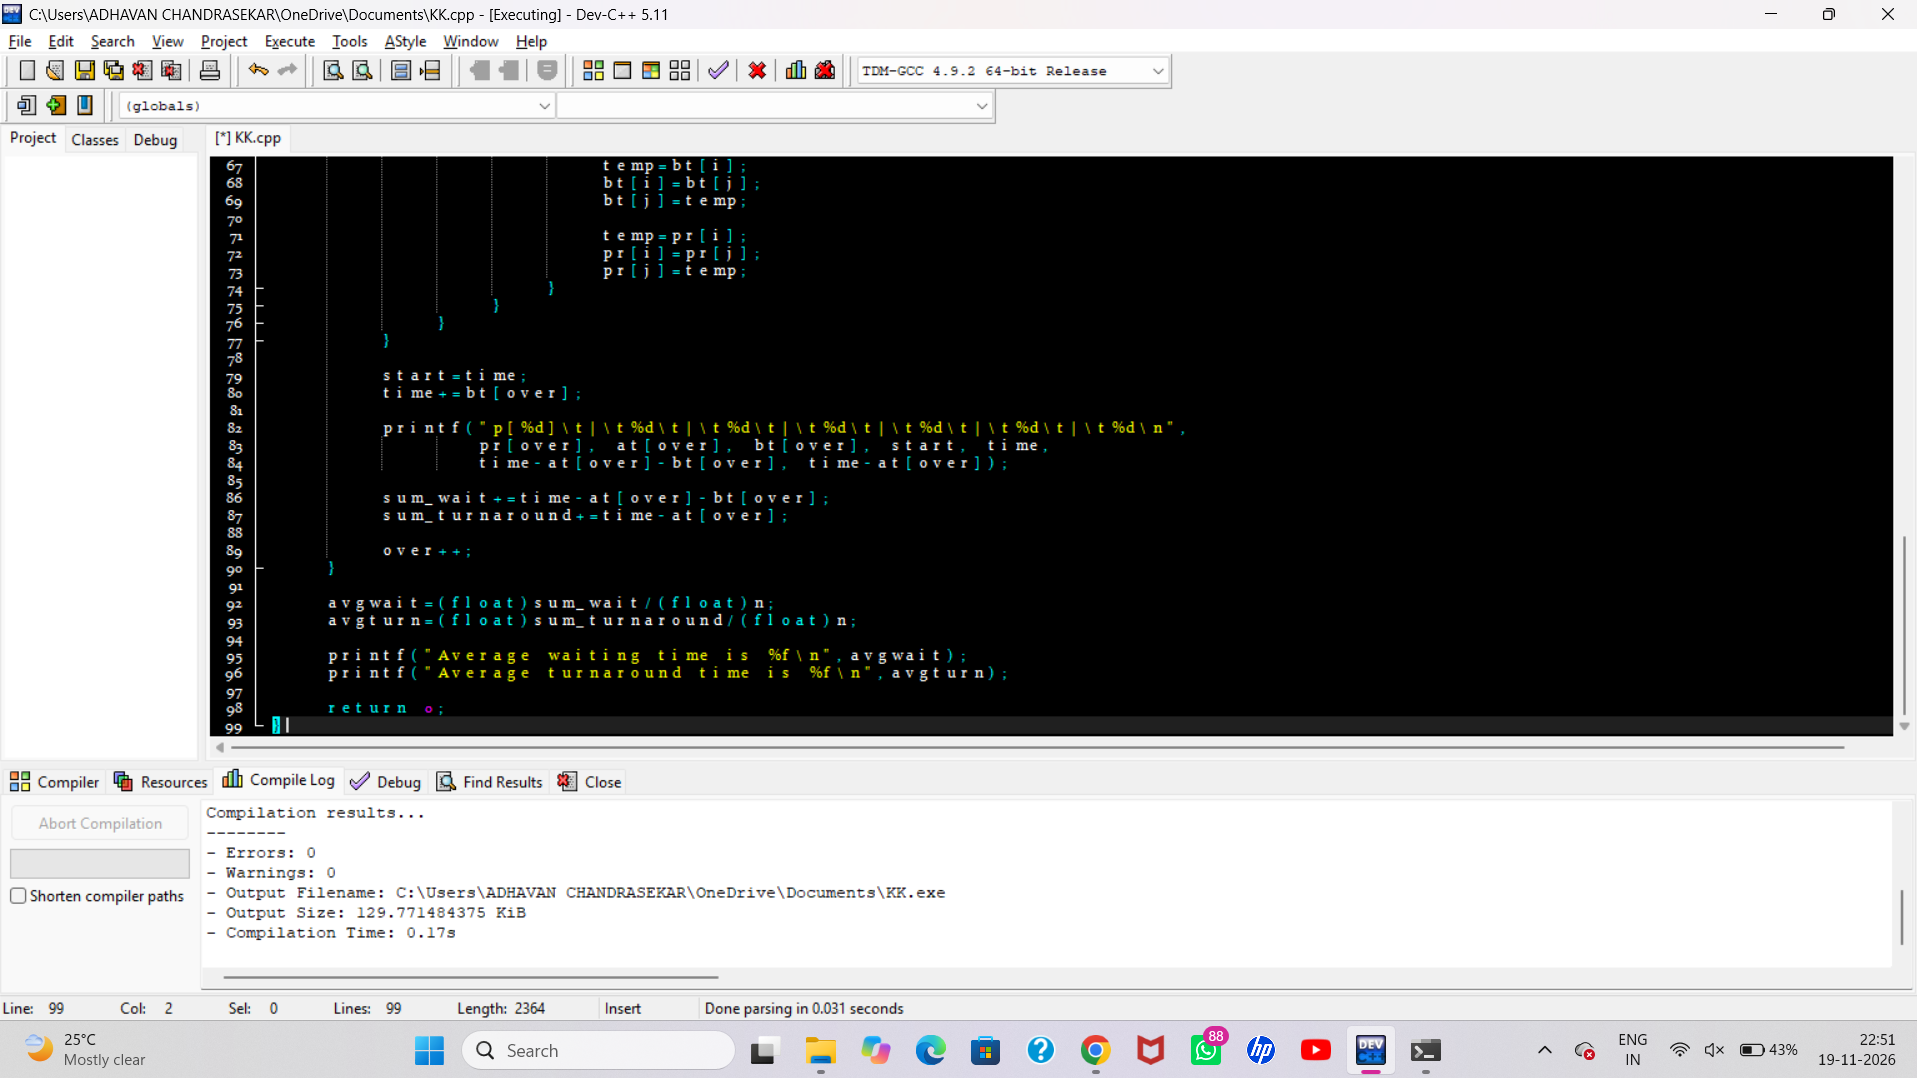 C:\Users\ADHAVAN CHANDRASEKAR\OneDrive\Documents\KK.cpp - [Executing] - Dev-C++ 5.11
File Edit Search View Project Execute Tools AStyle Window Help
TDM-GCC 4.9.2 64-bit Release
(globals)
Project Classes Debug [*] KK.cpp
67 temp=bt[i];
68 bt[i]=bt[j];
69 bt[j]=temp;
70
71 temp=pr[i];
72 pr[i]=pr[j];
73 pr[j]=temp;
74 }
75 }
76 }
77 }
78
79 start=time;
80 time+=bt[over];
81
82 printf("p[%d]\t|\t%d\t|\t%d\t|\t%d\t|\t%d\t|\t%d\t|\t%d\n",
83 pr[over], at[over], bt[over], start, time,
84 time-at[over]-bt[over], time-at[over]);
85
86 sum_wait+=time-at[over]-bt[over];
87 sum_turnaround+=time-at[over];
88
89 over++;
90 }
91
92 avgwait=(float)sum_wait/(float)n;
93 avgturn=(float)sum_turnaround/(float)n;
94
95 printf("Average waiting time is %f\n",avgwait);
96 printf("Average turnaround time is %f\n",avgturn);
97
98 return 0;
99 }
Compiler Resources Compile Log Debug Find Results Close
Abort Compilation
Shorten compiler paths
Compilation results...
--------
- Errors: 0
- Warnings: 0
- Output Filename: C:\Users\ADHAVAN CHANDRASEKAR\OneDrive\Documents\KK.exe
- Output Size: 129.771484375 KiB
- Compilation Time: 0.17s
Line: 99 Col: 2 Sel: 0 Lines: 99 Length: 2364 Insert Done parsing in 0.031 seconds
25°C
Mostly clear
Search
88
hp
DEV
C++
ENG
IN
43%
22:51
19-11-2026